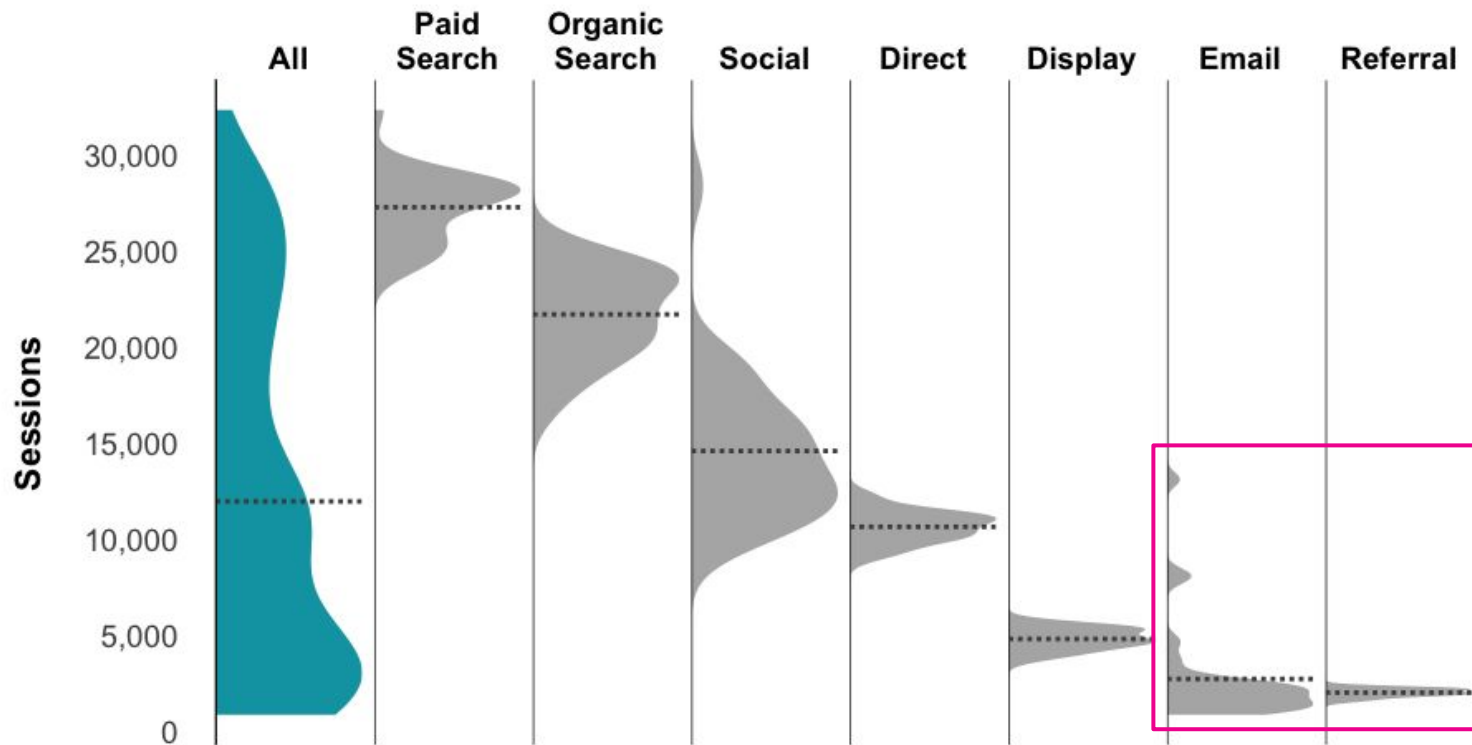 All
Paid
Search
Organic
Search
Social
Direct
Display
Email
Referral
Sessions
30,000
25,000
20,000
15,000
10,000
5,000
0